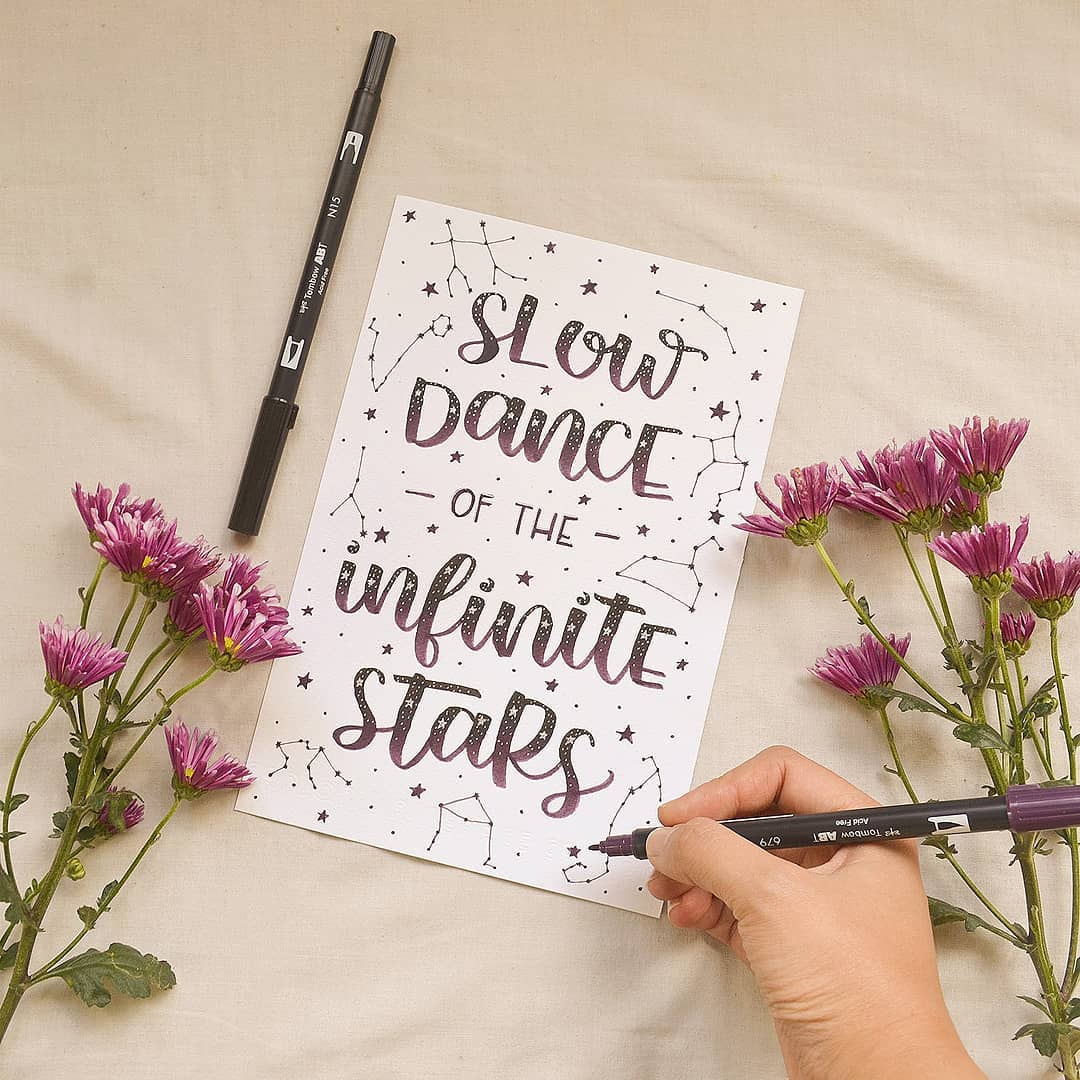 SLOW
DANCE
- OF THE -
infinite
STARS
N15
Tombow ABT
Acid Free
679
Tombow ABT
Acid Free